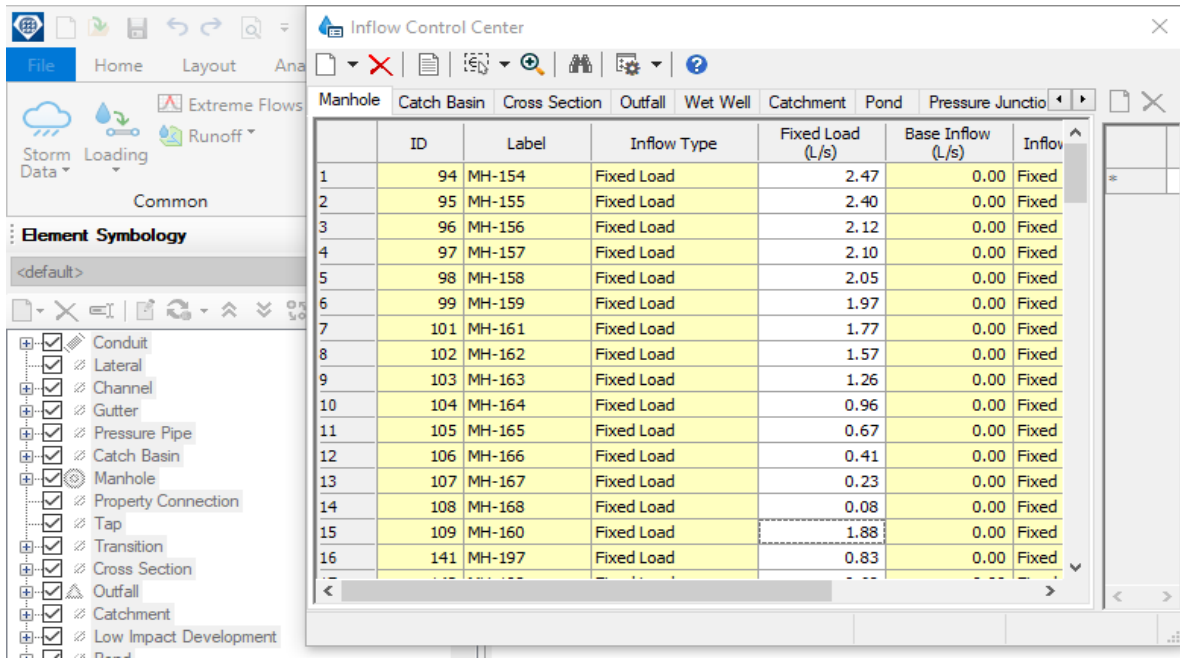 Inflow Control Center
File Home Layout Ana
Extreme Flows
Runoff
Storm Data
Loading
Common
Element Symbology
<default>
Conduit
Lateral
Channel
Gutter
Pressure Pipe
Catch Basin
Manhole
Property Connection
Tap
Transition
Cross Section
Outfall
Catchment
Low Impact Development
Manhole Catch Basin Cross Section Outfall Wet Well Catchment Pond Pressure Junctio
ID Label Inflow Type Fixed Load (L/s) Base Inflow (L/s) Inflov
1 94 MH-154 Fixed Load 2.47 0.00 Fixed *
2 95 MH-155 Fixed Load 2.40 0.00 Fixed
3 96 MH-156 Fixed Load 2.12 0.00 Fixed
4 97 MH-157 Fixed Load 2.10 0.00 Fixed
5 98 MH-158 Fixed Load 2.05 0.00 Fixed
6 99 MH-159 Fixed Load 1.97 0.00 Fixed
7 101 MH-161 Fixed Load 1.77 0.00 Fixed
8 102 MH-162 Fixed Load 1.57 0.00 Fixed
9 103 MH-163 Fixed Load 1.26 0.00 Fixed
10 104 MH-164 Fixed Load 0.96 0.00 Fixed
11 105 MH-165 Fixed Load 0.67 0.00 Fixed
12 106 MH-166 Fixed Load 0.41 0.00 Fixed
13 107 MH-167 Fixed Load 0.23 0.00 Fixed
14 108 MH-168 Fixed Load 0.08 0.00 Fixed
15 109 MH-160 Fixed Load 1.88 0.00 Fixed
16 141 MH-197 Fixed Load 0.83 0.00 Fixed